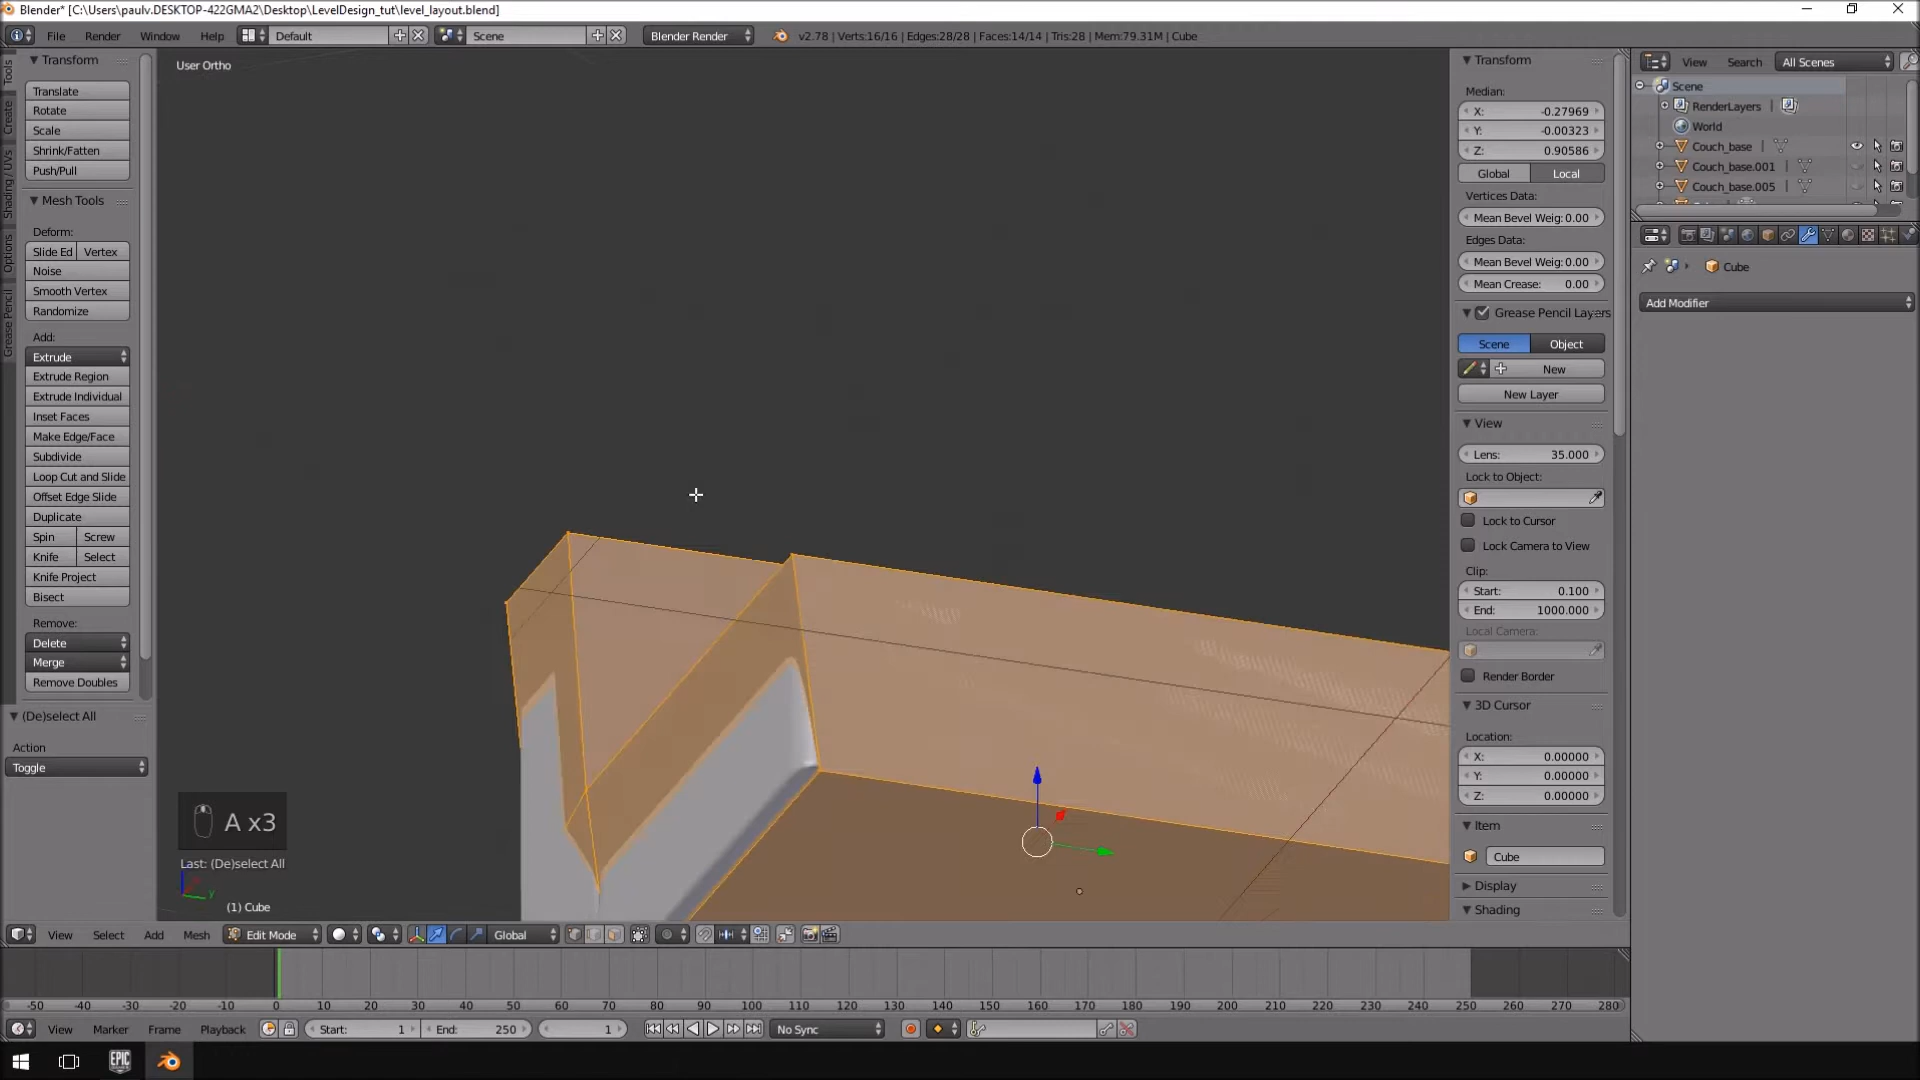 Blender* [C:\Users\paulv.DESKTOP-422GMA2\Desktop\LevelDesign_tut\level_layout.blend]
File Render Window Help Default Scene Blender Render v2.78 | Verts:16/16 | Edges:28/28 | Faces:14/14 | Tris:28 | Mem:79.31M | Cube
Tools
Create
Shading / UVs
Options
Grease Pencil
Transform
Translate
Rotate
Scale
Shrink/Fatten
Push/Pull
Mesh Tools
Deform:
Slide Ed Vertex
Noise
Smooth Vertex
Randomize
Add:
Extrude
Extrude Region
Extrude Individual
Inset Faces
Make Edge/Face
Subdivide
Loop Cut and Slide
Offset Edge Slide
Duplicate
Spin Screw
Knife Select
Knife Project
Bisect
Remove:
Delete
Merge
Remove Doubles
(De)select All
Action
Toggle
User Ortho
A x3
Last: (De)select All
y
(1) Cube
Transform
Median:
X: -0.27969
Y: -0.00323
Z: 0.90586
Global Local
Vertices Data:
Mean Bevel Weig: 0.00
Edges Data:
Mean Bevel Weig: 0.00
Mean Crease: 0.00
Grease Pencil Layers
Scene Object
New
New Layer
View
Lens: 35.000
Lock to Object:
Lock to Cursor
Lock Camera to View
Clip:
Start: 0.100
End: 1000.000
Local Camera:
Render Border
3D Cursor
Location:
X: 0.00000
Y: 0.00000
Z: 0.00000
Item
Cube
Display
Shading
View Search All Scenes
Scene
RenderLayers |
World
Couch_base |
Couch_base.001 |
Couch_base.005 |
Cube
Add Modifier
View Select Add Mesh Edit Mode Global
-50 -40 -30 -20 -10 0 10 20 30 40 50 60 70 80 90 100 110 120 130 140 150 160 170 180 190 200 210 220 230 240 250 260 270 280
View Marker Frame Playback Start: 1 End: 250 1 No Sync
EPIC